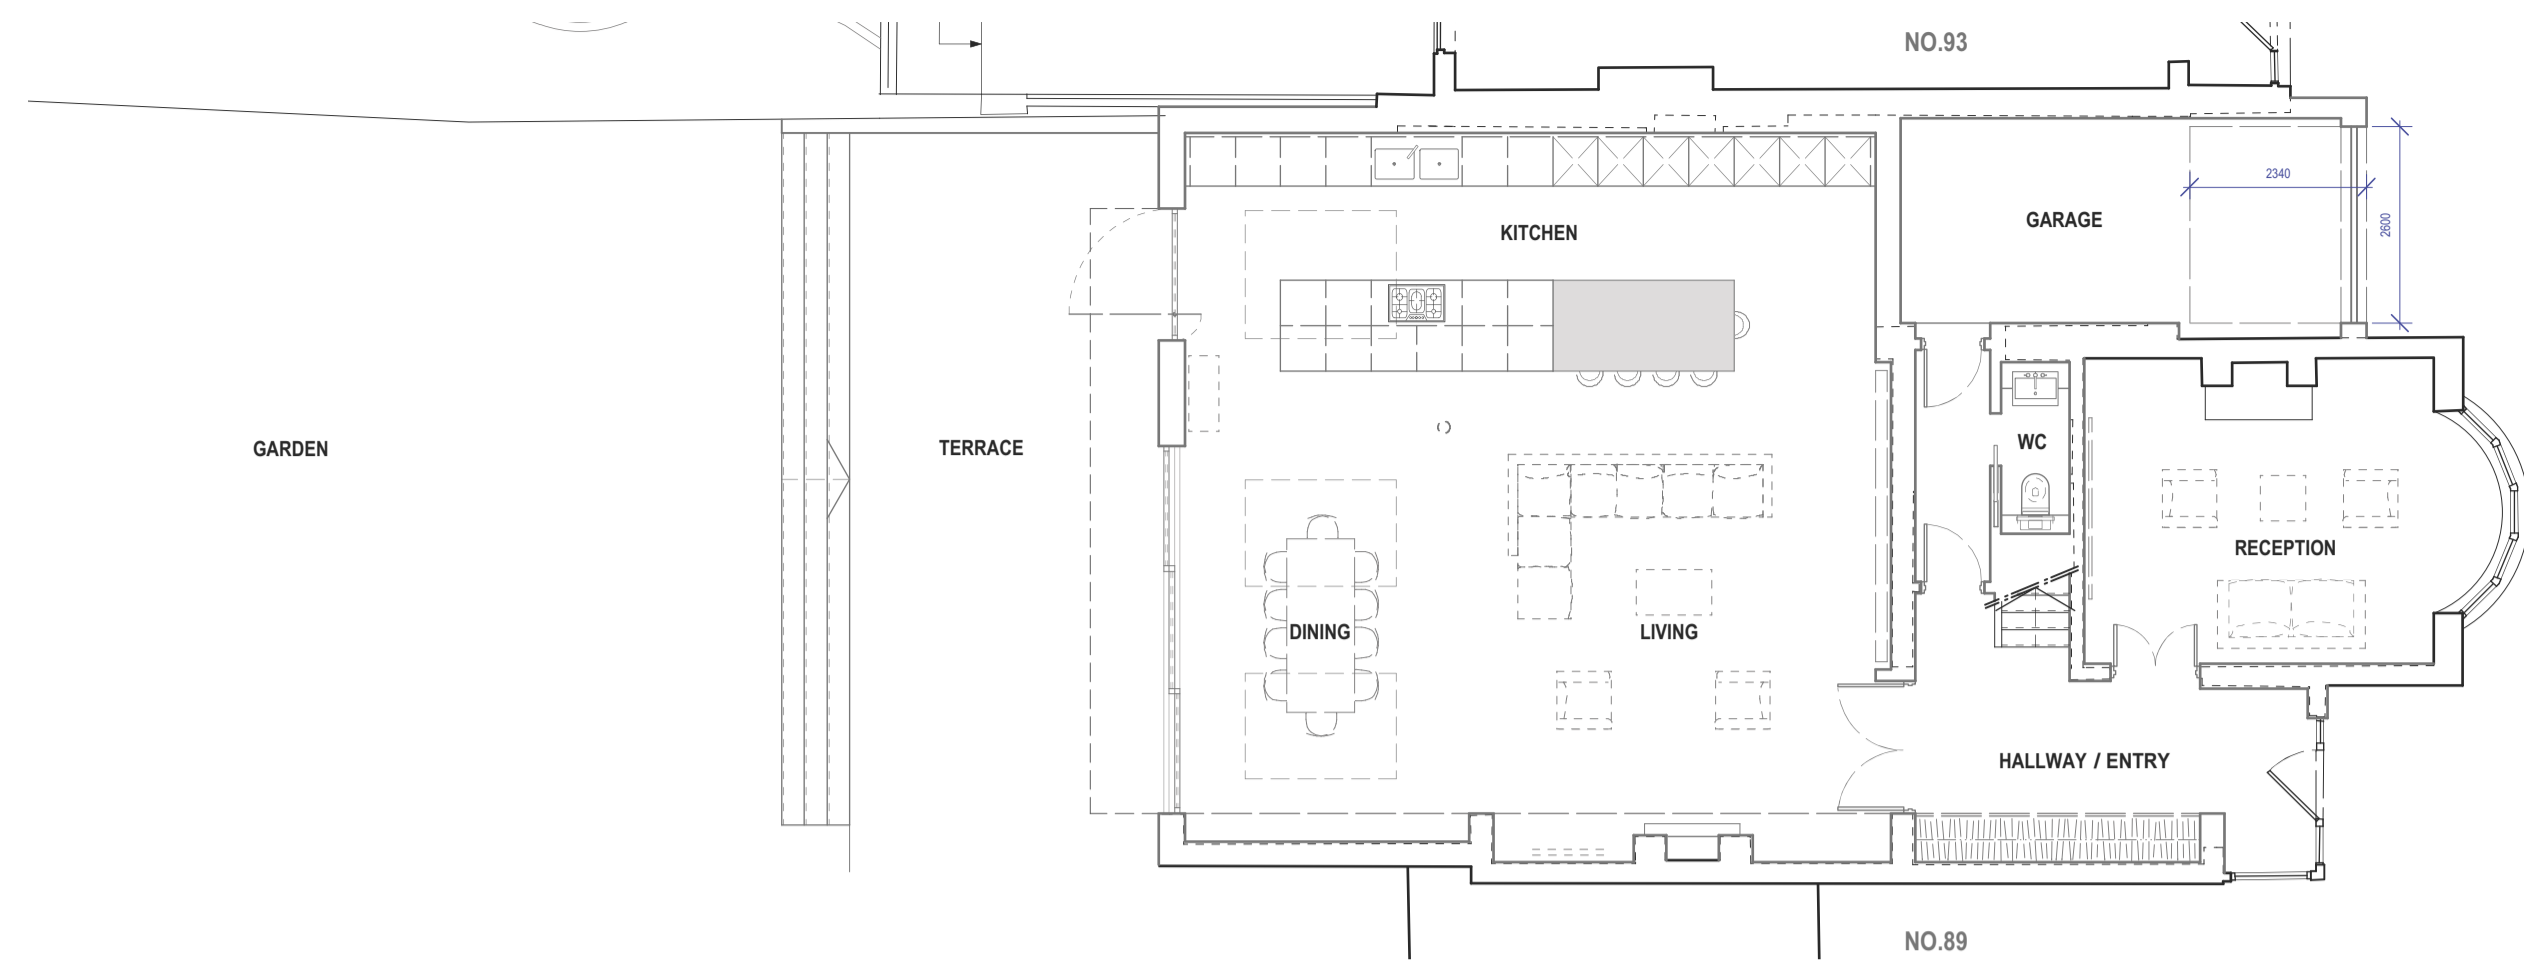 NO.93
2340
GARAGE
2600
KITCHEN
GARDEN
TERRACE
WC
RECEPTION
DINING
LIVING
HALLWAY / ENTRY
NO.89